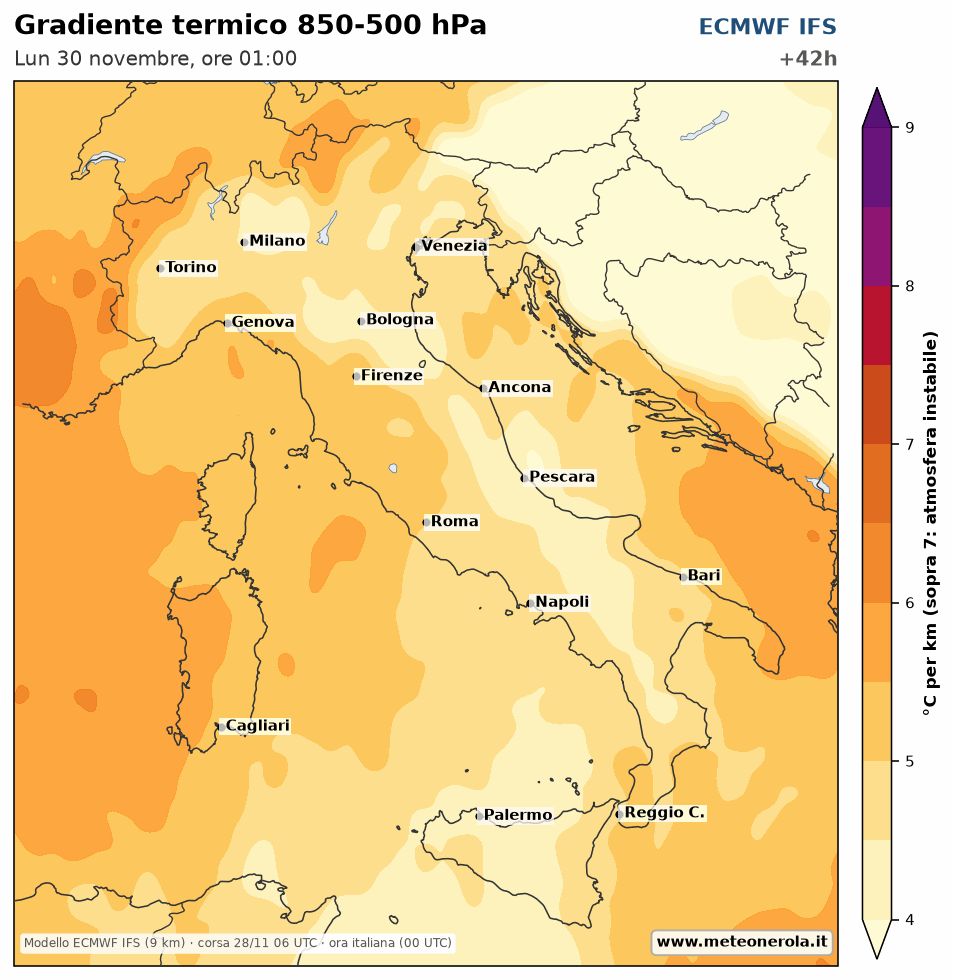 Gradiente termico 850-500 hPa
ECMWF IFS
Lun 30 novembre, ore 01:00
+42h
Milano
Venezia
Torino
Genova
Bologna
Firenze
Ancona
Pescara
Roma
Bari
Napoli
Cagliari
Palermo
Reggio C.
9
8
7
6
5
4
°C per km (sopra 7: atmosfera instabile)
Modello ECMWF IFS (9 km) · corsa 28/11 06 UTC · ora italiana (00 UTC)
www.meteonerola.it